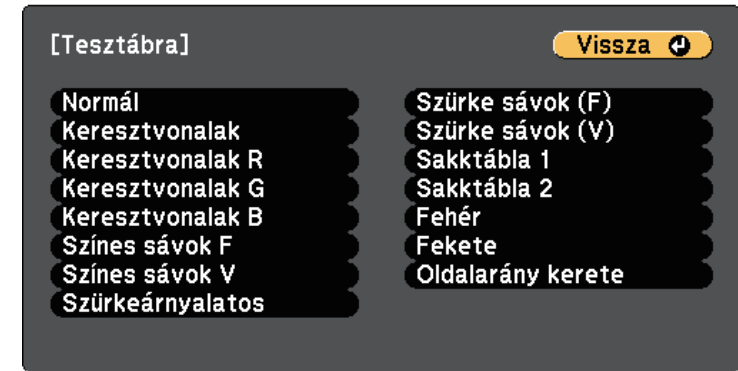 [Tesztábra]
Vissza
Normál
Keresztvonalak
Keresztvonalak R
Keresztvonalak G
Keresztvonalak B
Színes sávok F
Színes sávok V
Szürkeárnyalatos
Szürke sávok (F)
Szürke sávok (V)
Sakktábla 1
Sakktábla 2
Fehér
Fekete
Oldalarány kerete